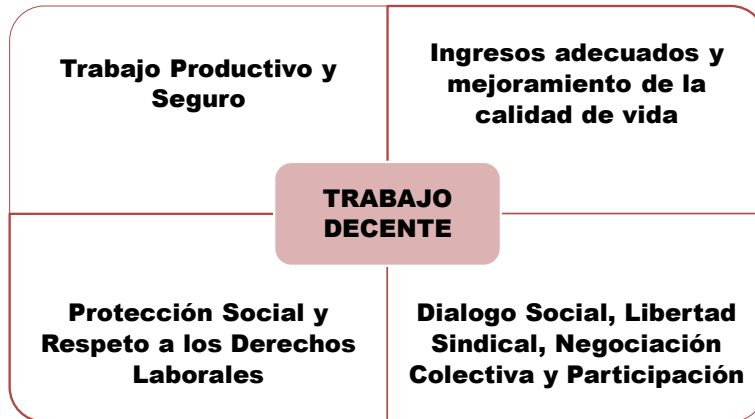 Trabajo Productivo y
Seguro
Ingresos adecuados y
mejoramiento de la
calidad de vida
TRABAJO
DECENTE
Protección Social y
Respeto a los Derechos
Laborales
Dialogo Social, Libertad
Sindical, Negociación
Colectiva y Participación